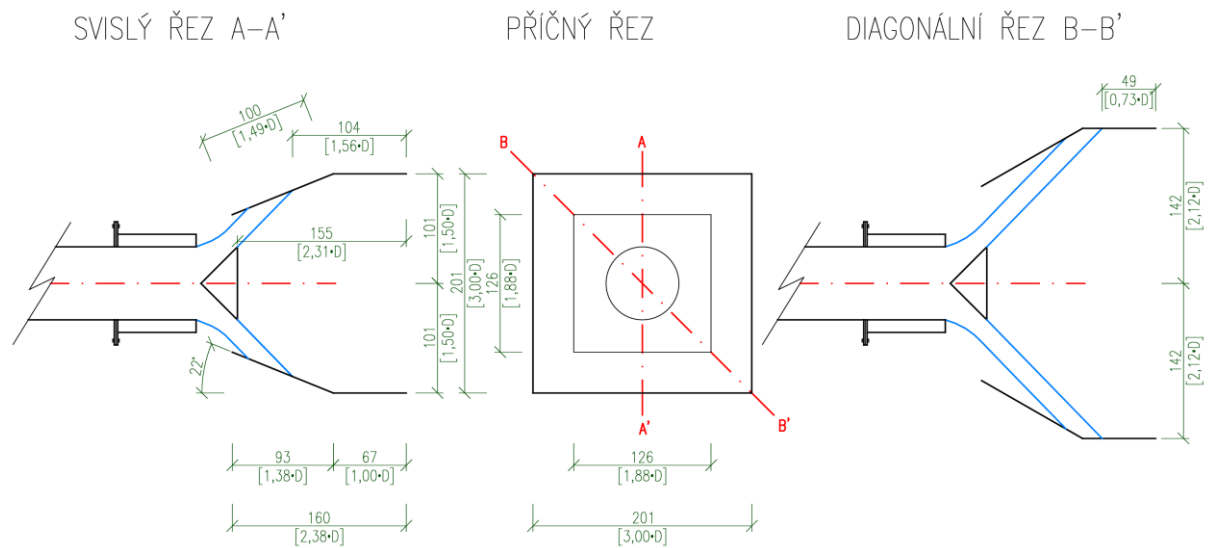 SVISLÝ ŘEZ A–A'
PŘÍČNÝ ŘEZ
DIAGONÁLNÍ ŘEZ B–B'
100
[1,49•D]
104
[1,56•D]
155
[2,31•D]
101
[1,50•D]
101
[1,50•D]
22°
93
[1,38•D]
67
[1,00•D]
160
[2,38•D]
201
[3,00•D]
126
[1,88•D]
B
A
A'
B'
126
[1,88•D]
201
[3,00•D]
49
[0,73•D]
142
[2,12•D]
142
[2,12•D]